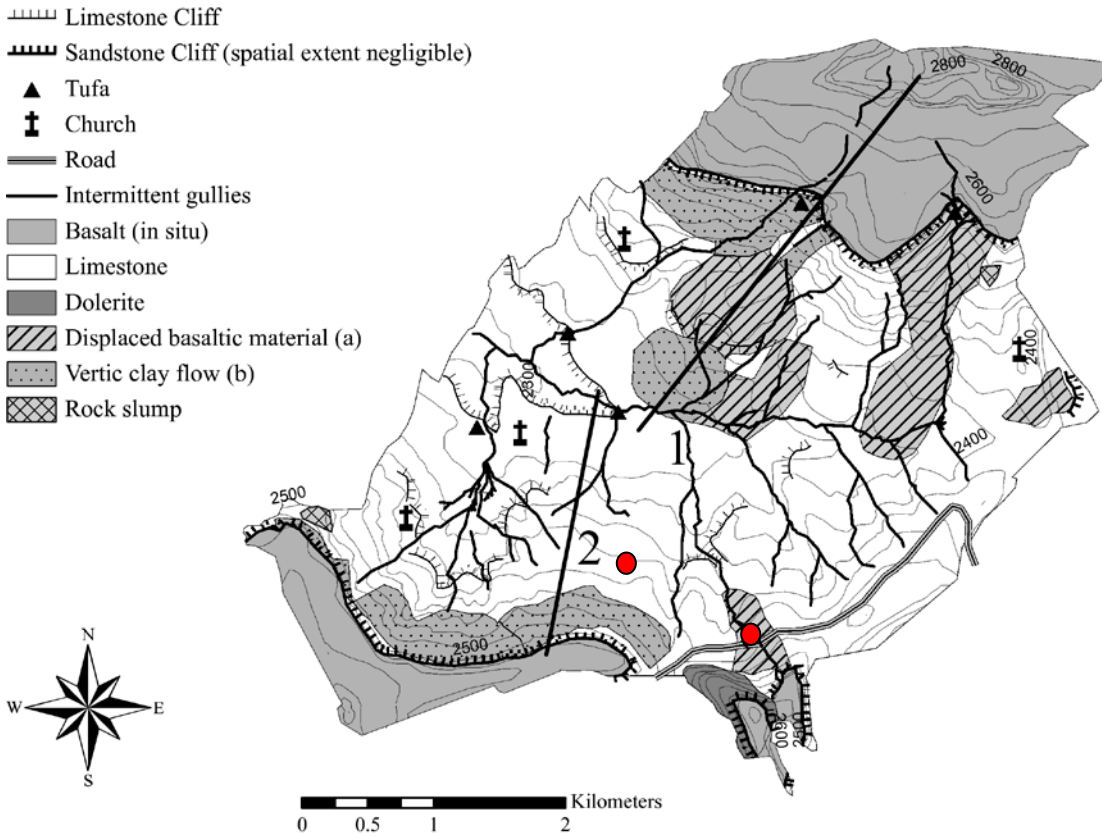 Limestone Cliff
Sandstone Cliff (spatial extent negligible)
Tufa
Church
Road
Intermittent gullies
Basalt (in situ)
Limestone
Dolerite
Displaced basaltic material (a)
Vertic clay flow (b)
Rock slump
2800
2800
2600
2400
2300
1
2400
2500
2
2500
2500
2600
N
W
E
S
Kilometers
0
0.5
1
2